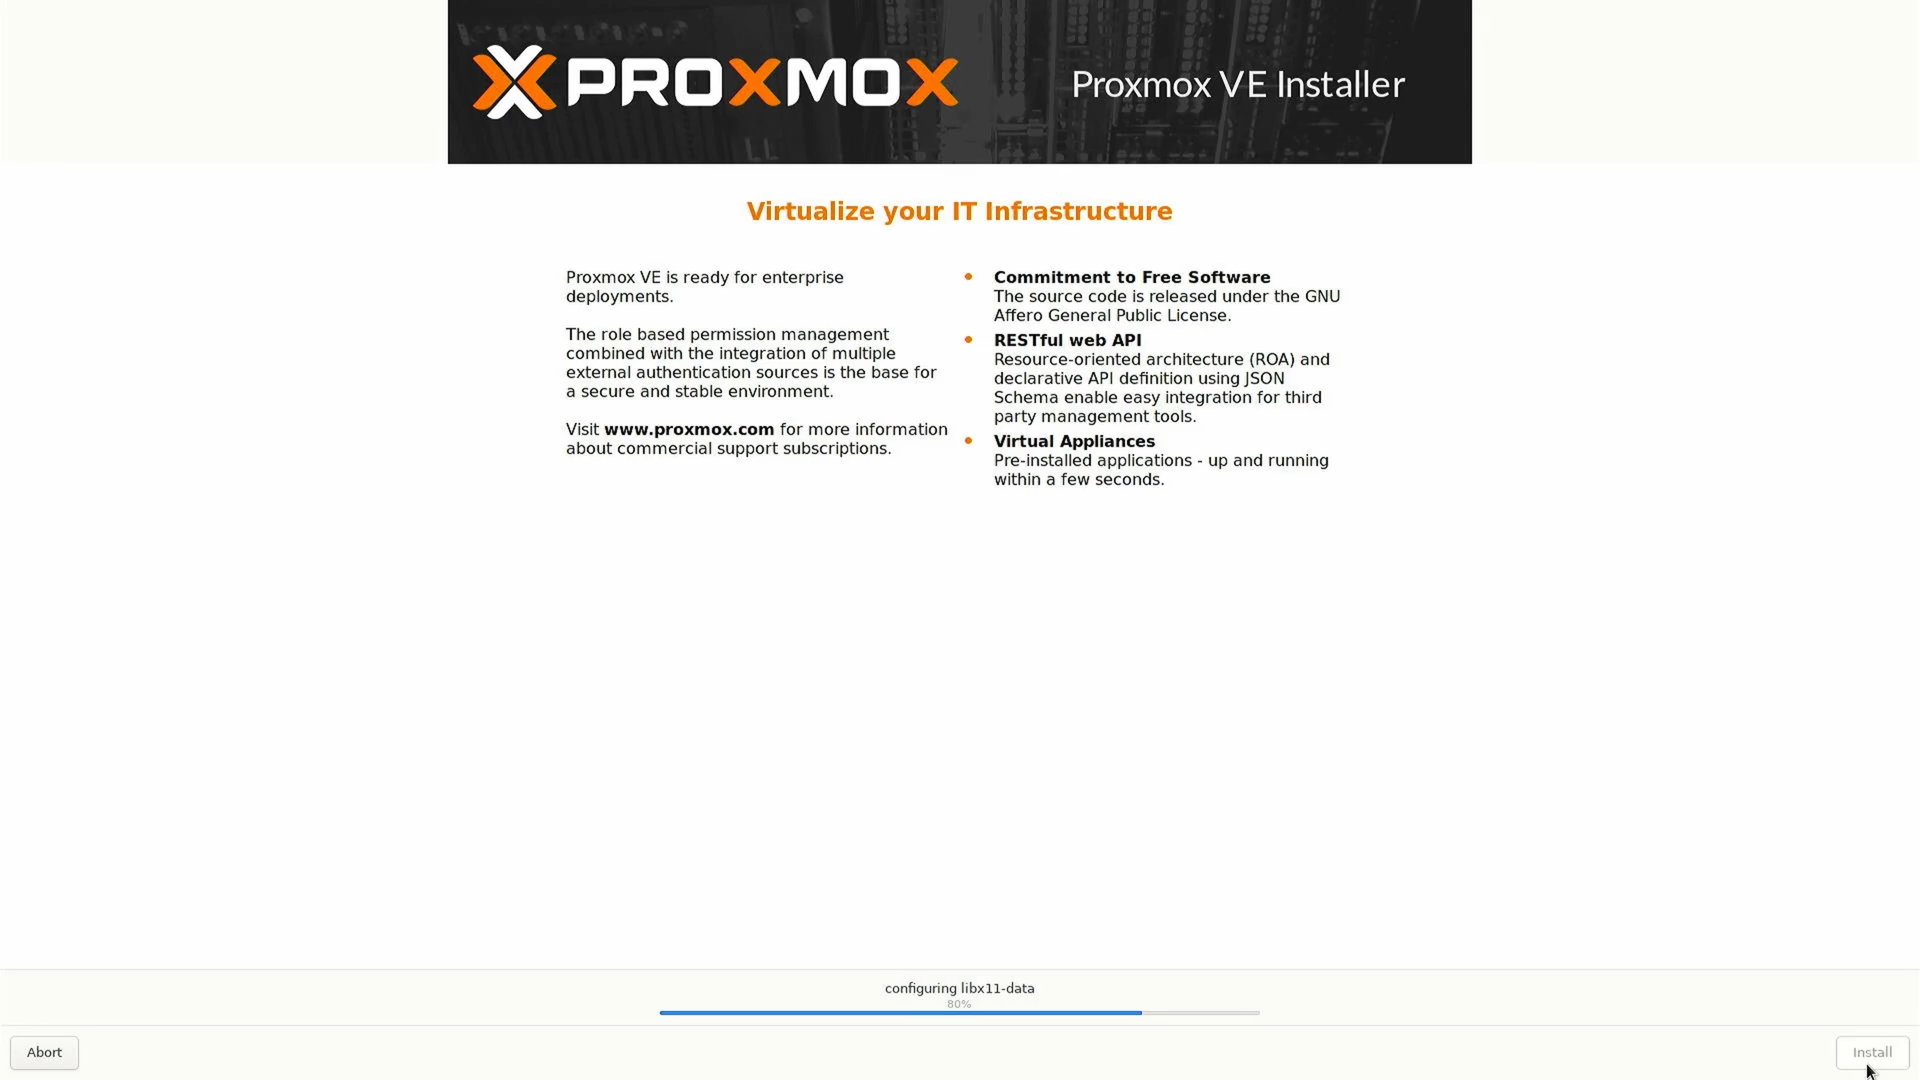 PROXMOX
Proxmox VE Installer
Virtualize your IT Infrastructure
Proxmox VE is ready for enterprise
deployments.
The role based permission management
combined with the integration of multiple
external authentication sources is the base for
a secure and stable environment.
Visit www.proxmox.com for more information
about commercial support subscriptions.
Commitment to Free Software
The source code is released under the GNU
Affero General Public License.
RESTful web API
Resource-oriented architecture (ROA) and
declarative API definition using JSON
Schema enable easy integration for third
party management tools.
Virtual Appliances
Pre-installed applications - up and running
within a few seconds.
configuring libx11-data
80%
Abort
Install